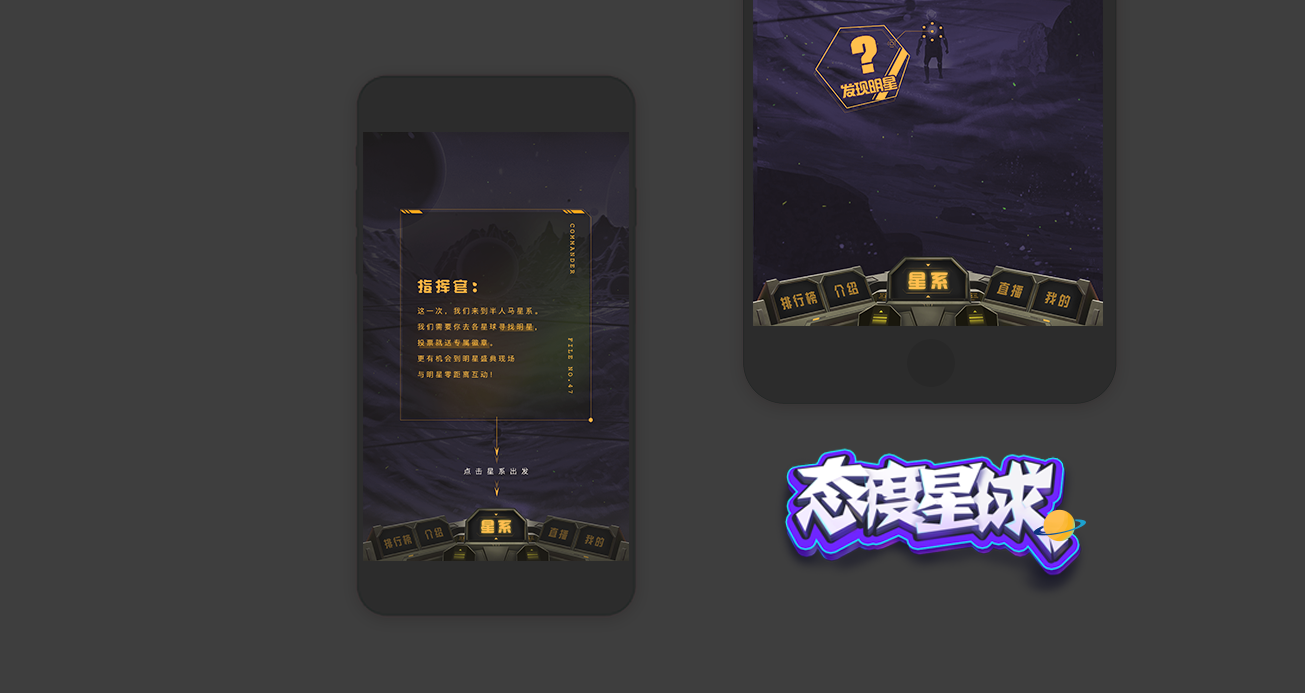 COMMANDER
指挥官：
这一次，我们来到半人马星系。
我们需要你去各星球寻找明星，
投票就送专属徽章。
更有机会到明星盛典现场
与明星零距离互动！
FILE NO.47
点击星系出发
排行榜
介绍
星系
直播
我的
?
发现明星
排行榜
介绍
星系
直播
我的
态度星球